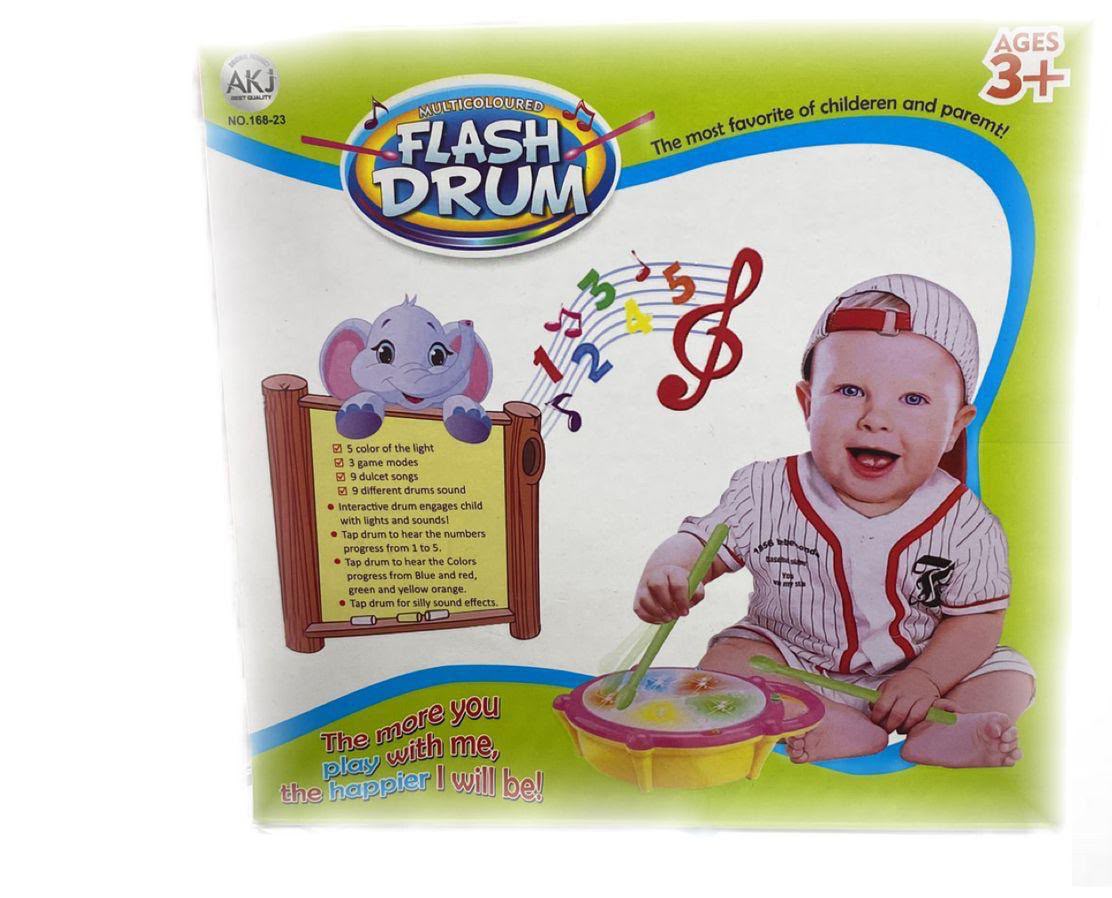 ORIGINAL PRODUCT
AKJ
BEST QUALITY
NO.168-23
MULTICOLOURED
FLASH
DRUM
The most favorite of childeren and paremt!
AGES
3+
1 2 3 4 5
5 color of the light
3 game modes
9 dulcet songs
9 different drums sound
Interactive drum engages child
with lights and sounds!
Tap drum to hear the numbers
progress from 1 to 5.
Tap drum to hear the Colors
progress from Blue and red,
green and yellow orange.
Tap drum for silly sound effects.
The more you
play with me,
the happier I will be!